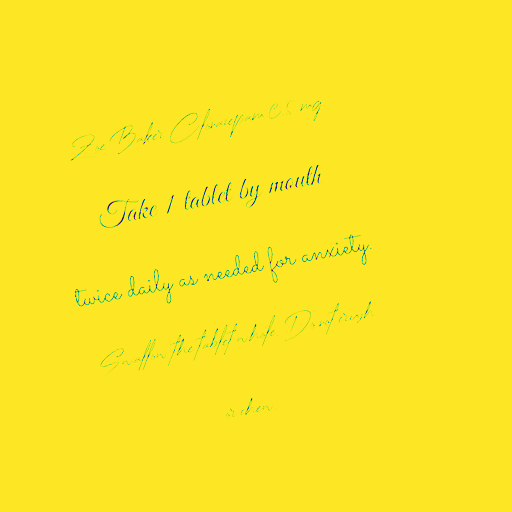 Zoe Baker Clonazepam 0.5 mg
Take 1 tablet by mouth
twice daily as needed for anxiety.
Swallow the tablet whole. Do not crush
or chew